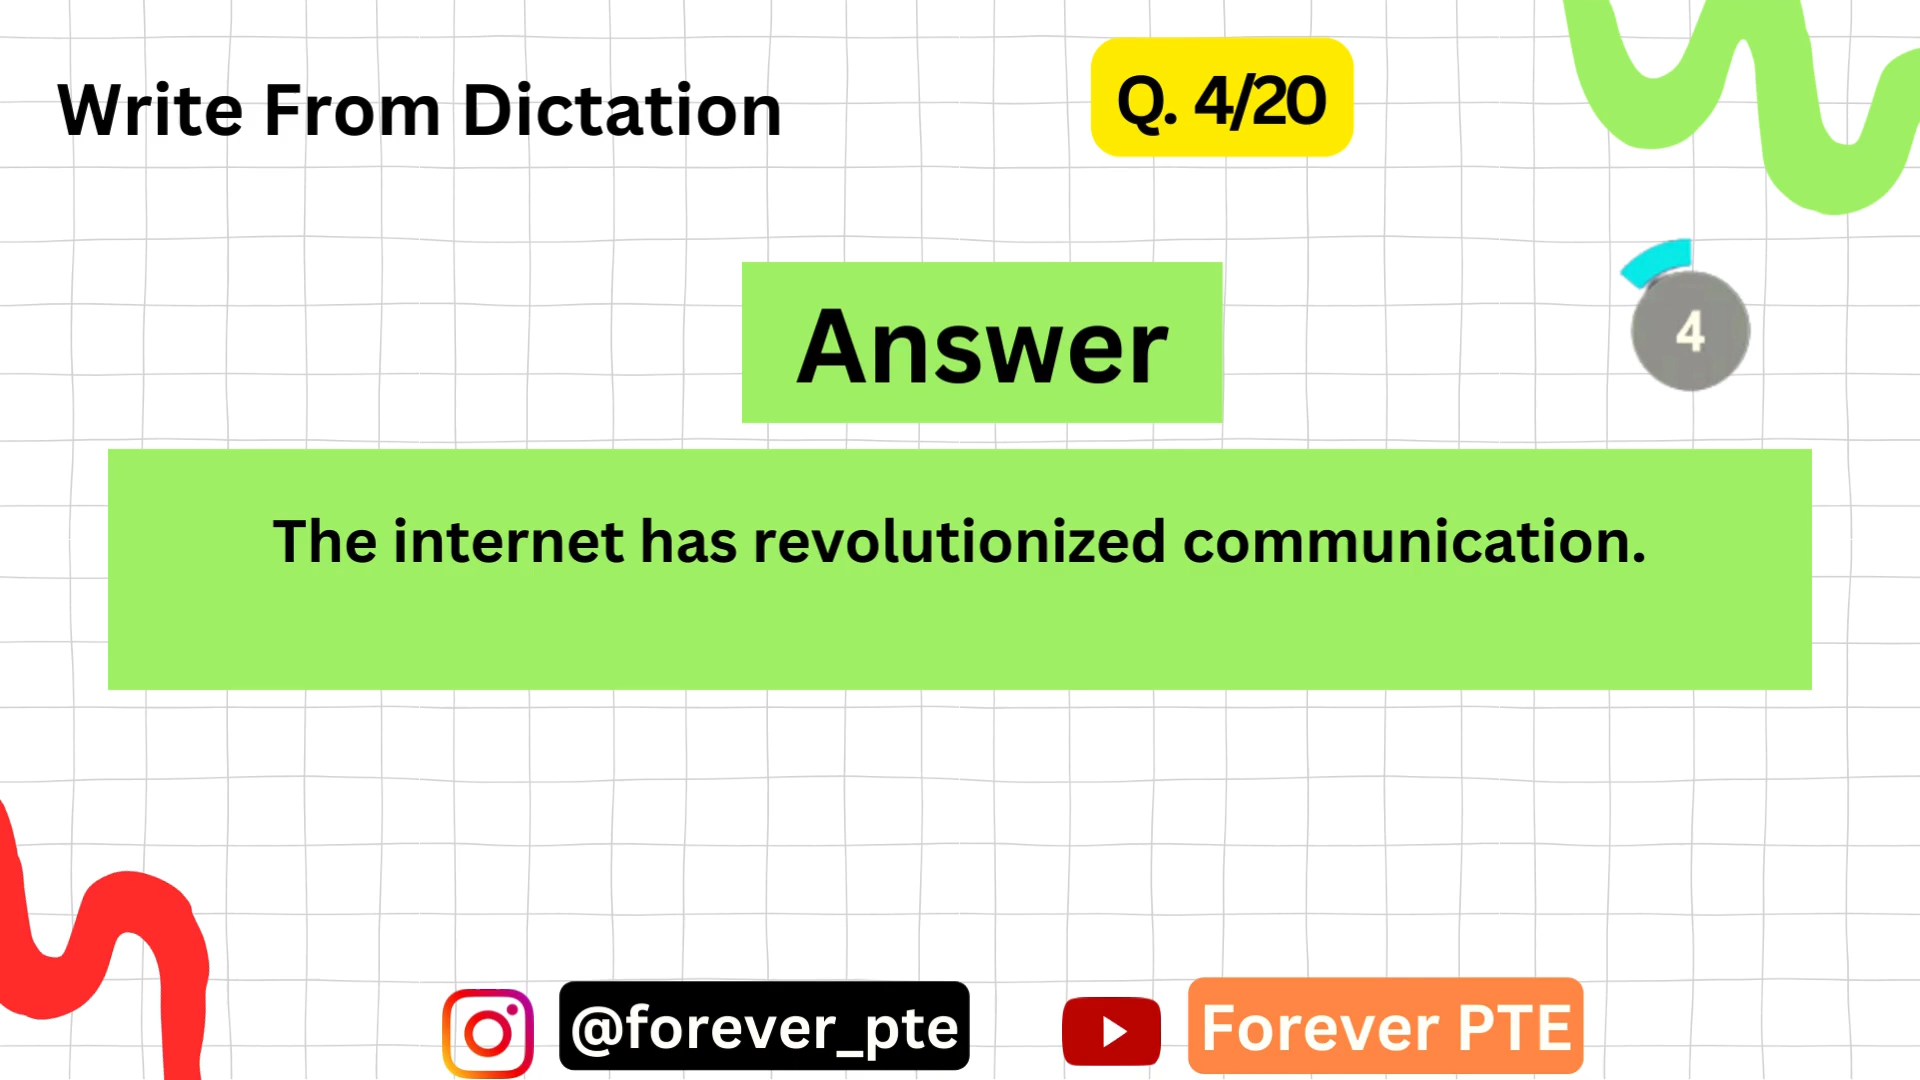 Write From Dictation
Q. 4/20
Answer
4
The internet has revolutionized communication.
@forever_pte
Forever PTE